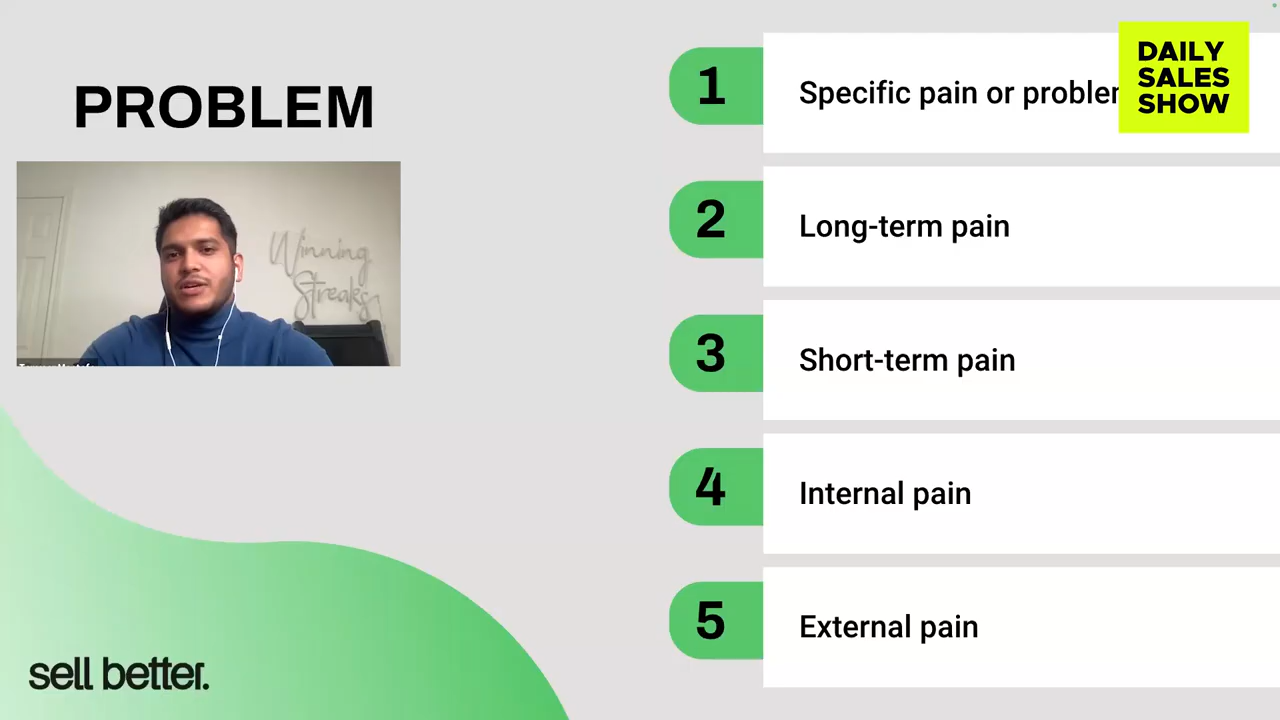 PROBLEM
Winning
Streaks
sell better.
1
Specific pain or problem
2
Long-term pain
3
Short-term pain
4
Internal pain
5
External pain
DAILY
SALES
SHOW